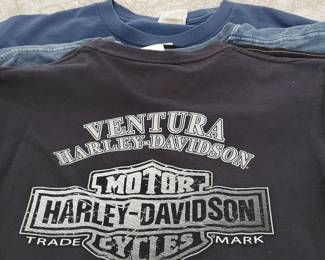 VENTURA
HARLEY-DAVIDSON
MOTOR
HARLEY-DAVIDSON
TRADE MARK
CYCLES